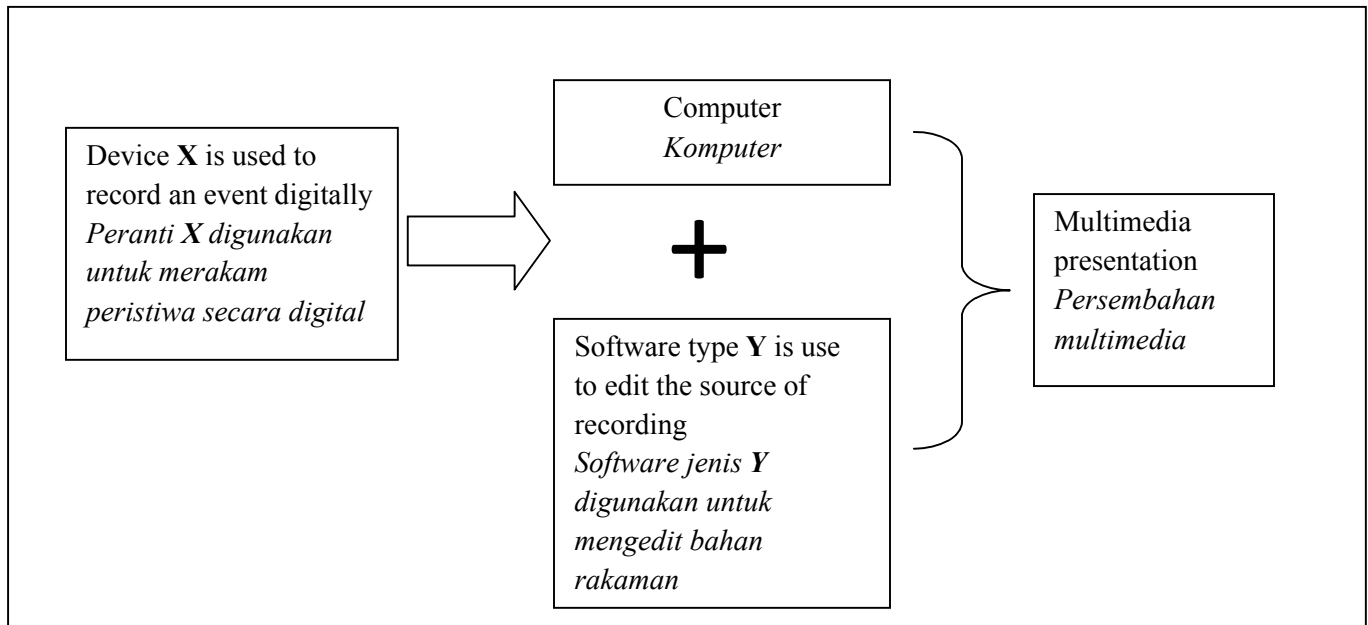 Device X is used to
record an event digitally
Peranti X digunakan
untuk merakam
peristiwa secara digital
Computer
Komputer
+
Software type Y is use
to edit the source of
recording
Software jenis Y
digunakan untuk
mengedit bahan
rakaman
Multimedia
presentation
Persembahan
multimedia